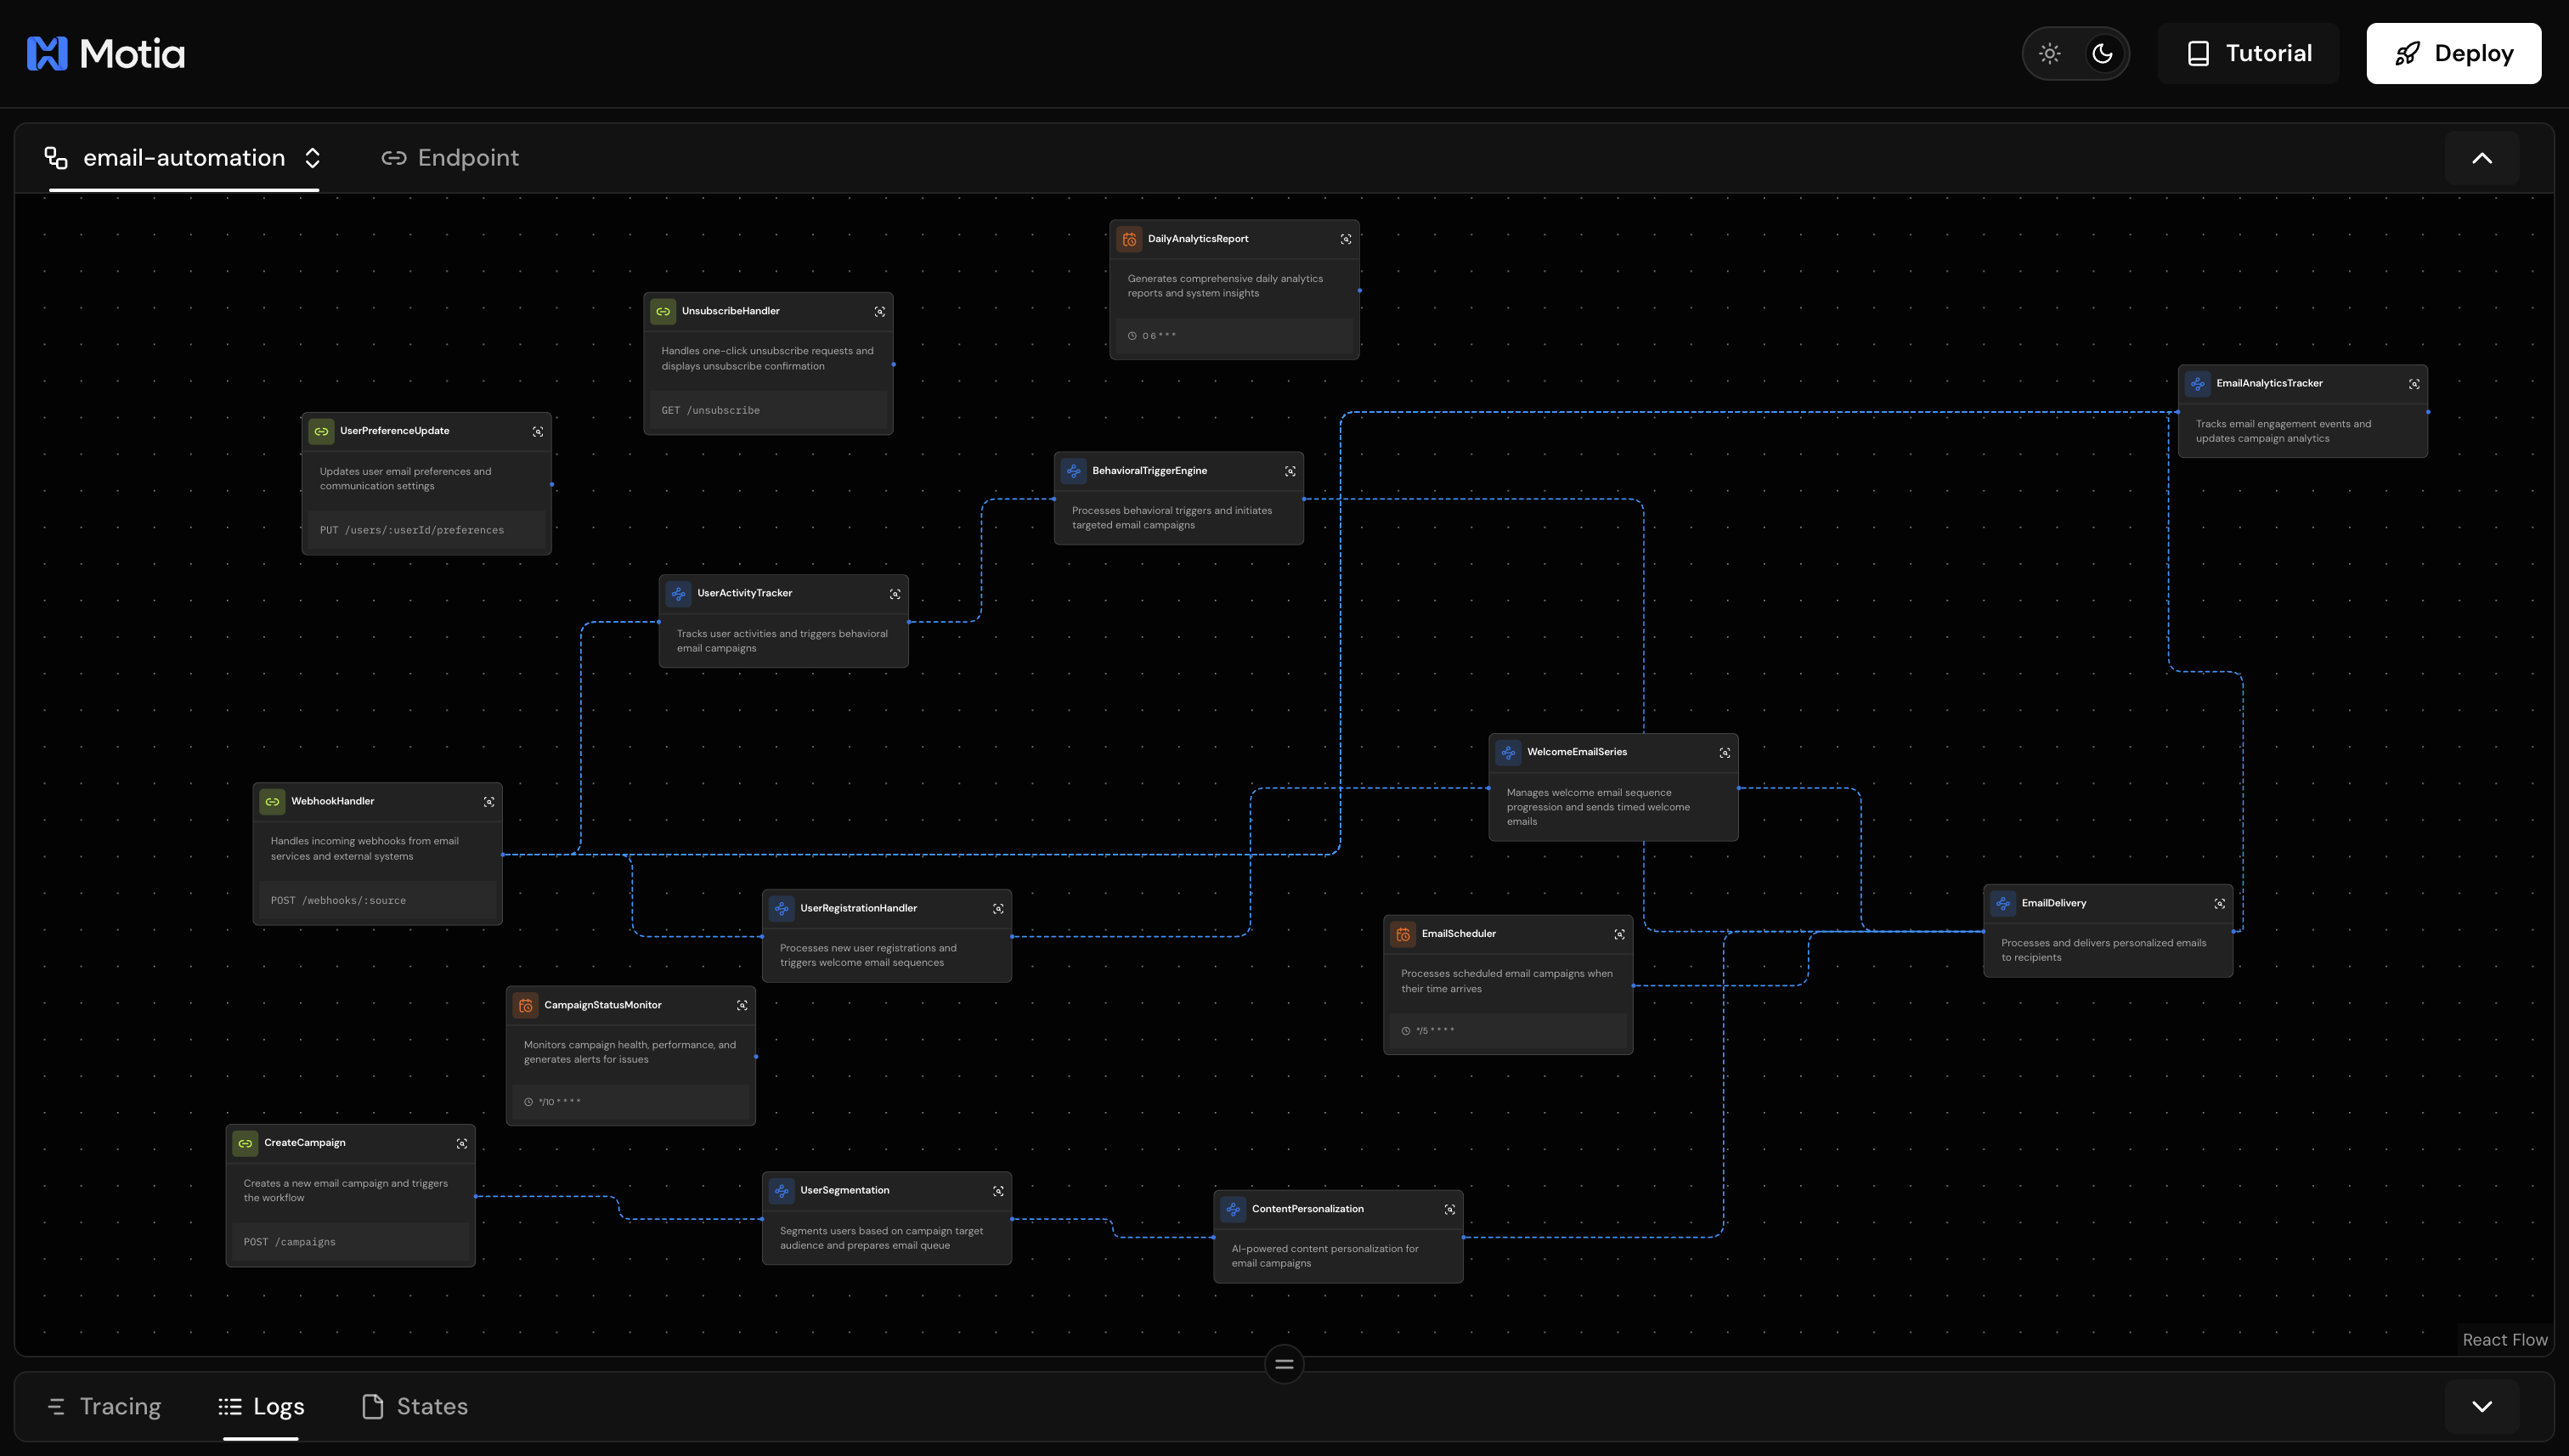 Motia
Tutorial
Deploy
email-automation
Endpoint
DailyAnalyticsReport
Generates comprehensive daily analytics
reports and system insights
0 6 * * *
UnsubscribeHandler
Handles one-click unsubscribe requests and
displays unsubscribe confirmation
GET /unsubscribe
EmailAnalyticsTracker
Tracks email engagement events and
updates campaign analytics
UserPreferenceUpdate
Updates user email preferences and
communication settings
PUT /users/:userId/preferences
BehavioralTriggerEngine
Processes behavioral triggers and initiates
targeted email campaigns
UserActivityTracker
Tracks user activities and triggers behavioral
email campaigns
WelcomeEmailSeries
Manages welcome email sequence
progression and sends timed welcome
emails
WebhookHandler
Handles incoming webhooks from email
services and external systems
POST /webhooks/:source
UserRegistrationHandler
Processes new user registrations and
triggers welcome email sequences
EmailScheduler
Processes scheduled email campaigns when
their time arrives
*/5 * * * *
EmailDelivery
Processes and delivers personalized emails
to recipients
CampaignStatusMonitor
Monitors campaign health, performance, and
generates alerts for issues
*/10 * * * *
CreateCampaign
Creates a new email campaign and triggers
the workflow
POST /campaigns
UserSegmentation
Segments users based on campaign target
audience and prepares email queue
ContentPersonalization
AI-powered content personalization for
email campaigns
React Flow
Tracing
Logs
States